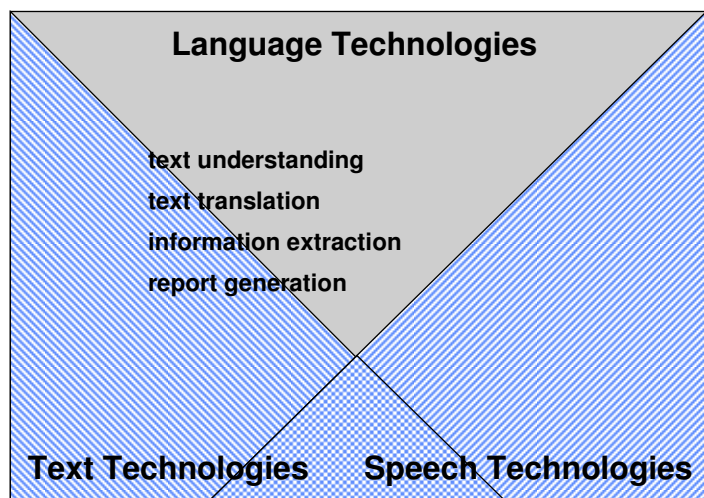 Language Technologies
text understanding
text translation
information extraction
report generation
Text Technologies
Speech Technologies